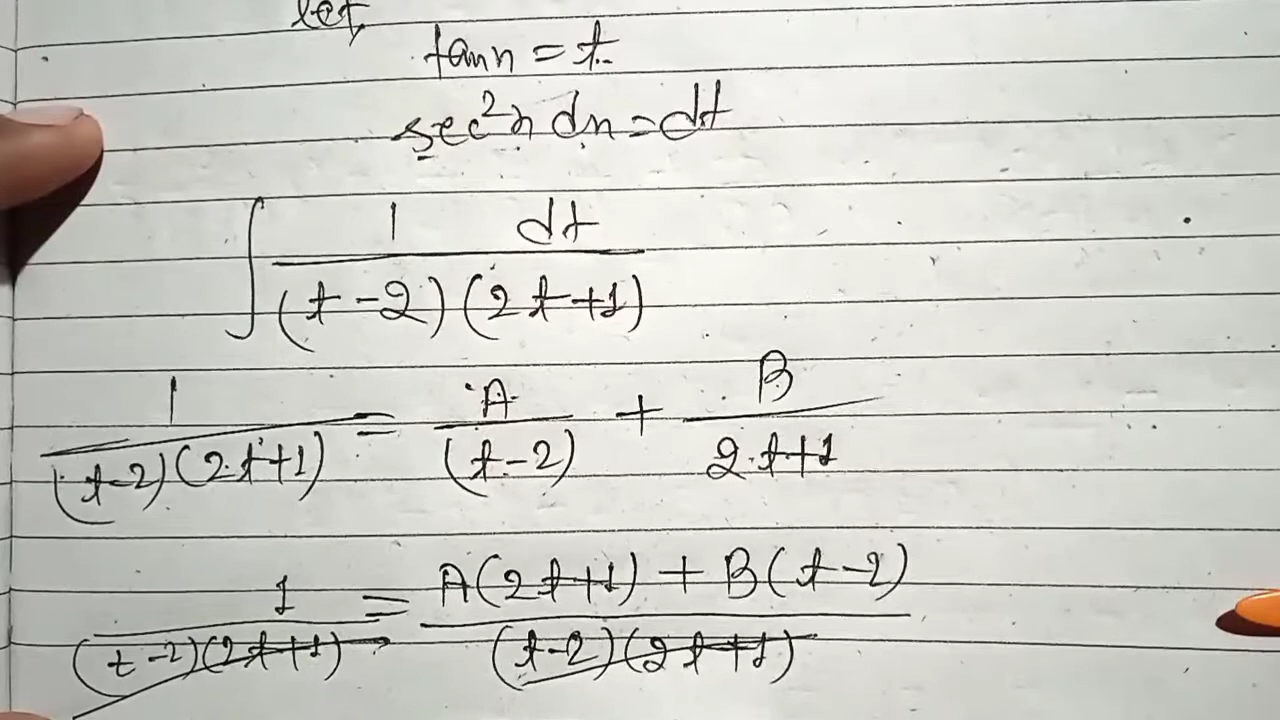 let,
tan x = t
sec²x dx = dt
∫ 1 dt / (t-2)(2t+1)
1 / (t-2)(2t+1) = A / (t-2) + B / 2t+1
1 / (t-2)(2t+1) = A(2t+1) + B(t-2) / (t-2)(2t+1)